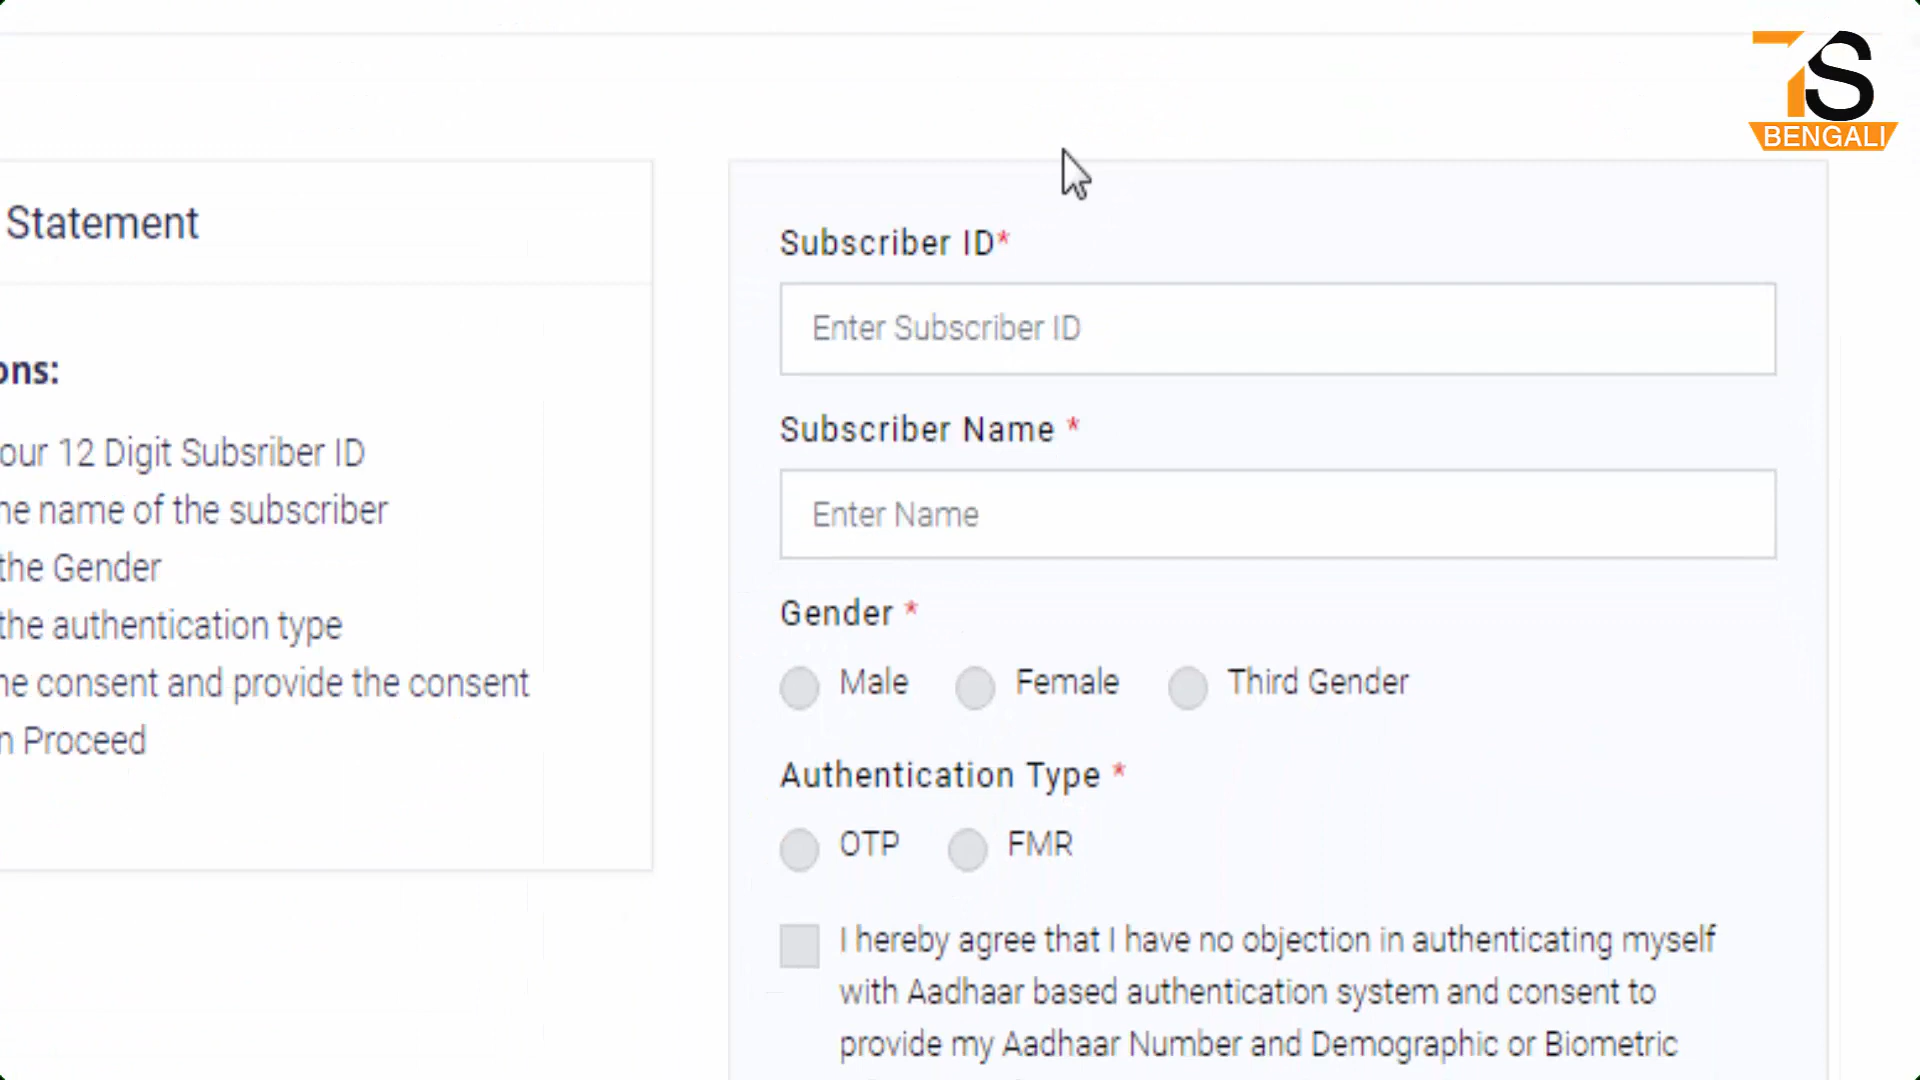 7S
BENGALI
Statement
ons:
our 12 Digit Subsriber ID
he name of the subscriber
the Gender
the authentication type
he consent and provide the consent
n Proceed
Subscriber ID*
Enter Subscriber ID
Subscriber Name *
Enter Name
Gender *
Male Female Third Gender
Authentication Type *
OTP FMR
I hereby agree that I have no objection in authenticating myself
with Aadhaar based authentication system and consent to
provide my Aadhaar Number and Demographic or Biometric